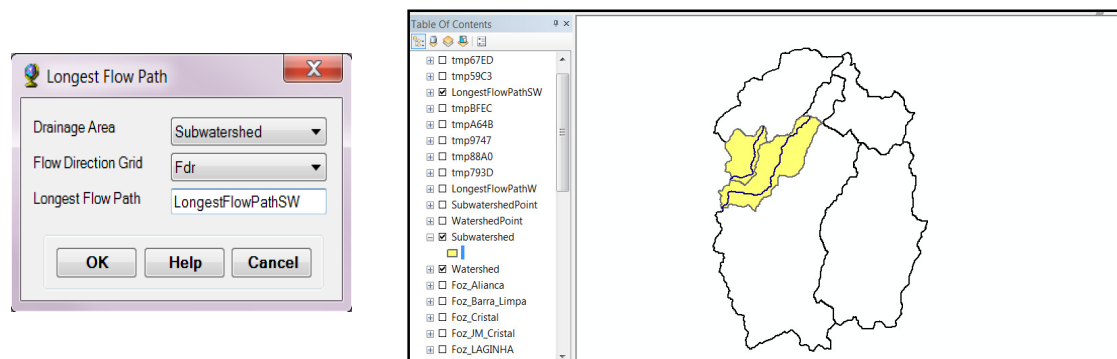 Longest Flow Path
Drainage Area
Subwatershed
Flow Direction Grid
Fdr
Longest Flow Path
LongestFlowPathSW
OK
Help
Cancel
Table Of Contents
tmp67ED
tmp59C3
LongestFlowPathSW
tmpBFEC
tmpA64B
tmp9747
tmp88A0
tmp793D
LongestFlowPathW
SubwatershedPoint
WatershedPoint
Subwatershed
Watershed
Foz_Alianca
Foz_Barra_Limpa
Foz_Cristal
Foz_JM_Cristal
Foz_LAGINHA